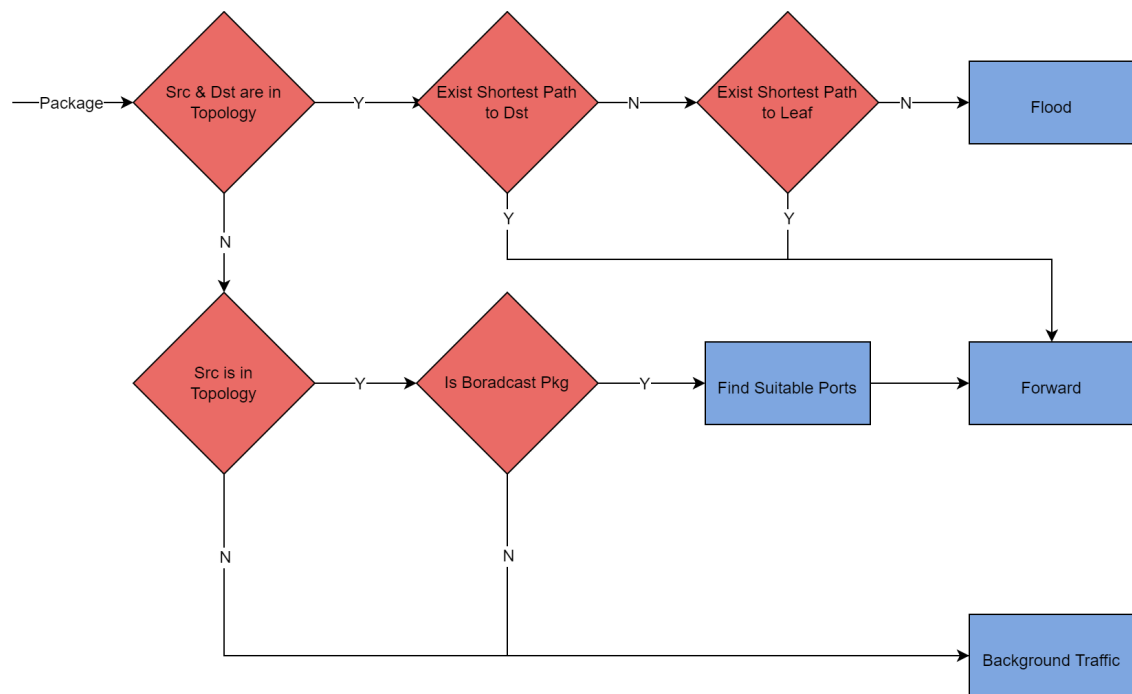 Package
Src & Dst are in
Topology
Y
Exist Shortest Path
to Dst
N
Exist Shortest Path
to Leaf
N
Flood
N
Y
Y
Src is in
Topology
Y
Is Boradcast Pkg
Y
Find Suitable Ports
Forward
N
N
Background Traffic